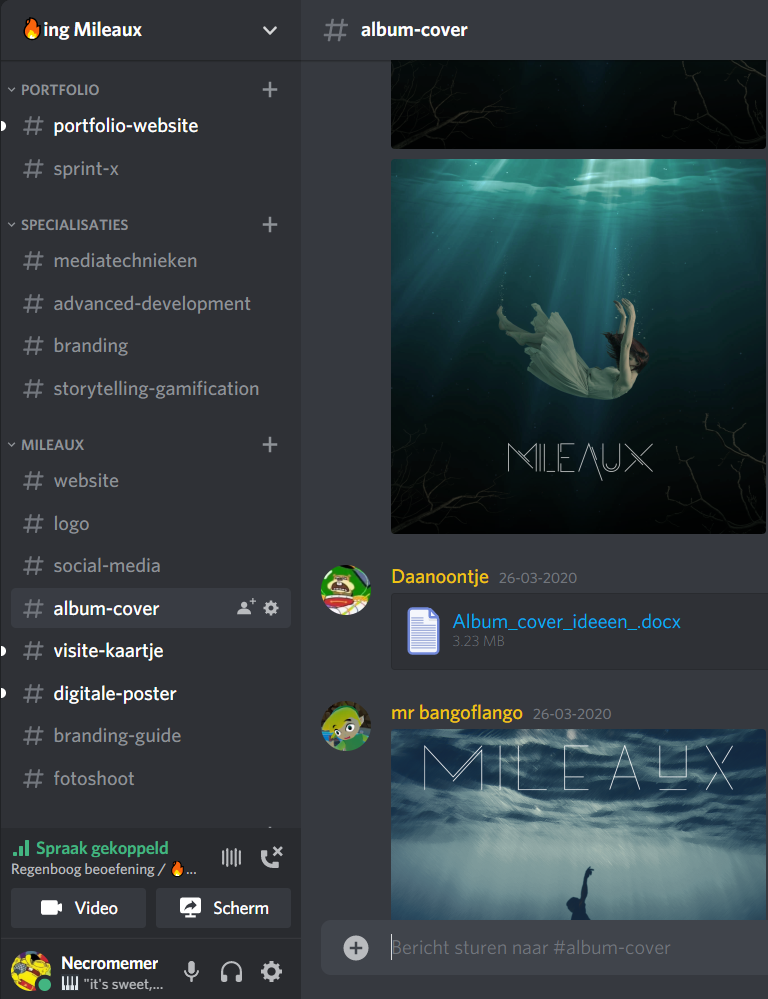 🔥ing Mileaux
PORTFOLIO
# portfolio-website
# sprint-x
SPECIALISATIES
# mediatechnieken
# advanced-development
# branding
# storytelling-gamification
MILEAUX
# website
# logo
# social-media
# album-cover
# visite-kaartje
# digitale-poster
# branding-guide
# fotoshoot
Spraak gekoppeld
Regenboog beoefening / 🔥...
Video
Scherm
Necromemer
"it's sweet,...
# album-cover
MILEAUX
Daanoontje 26-03-2020
Album_cover_ideeen_.docx
3.23 MB
mr bangoflango 26-03-2020
MILEAUX
Bericht sturen naar #album-cover